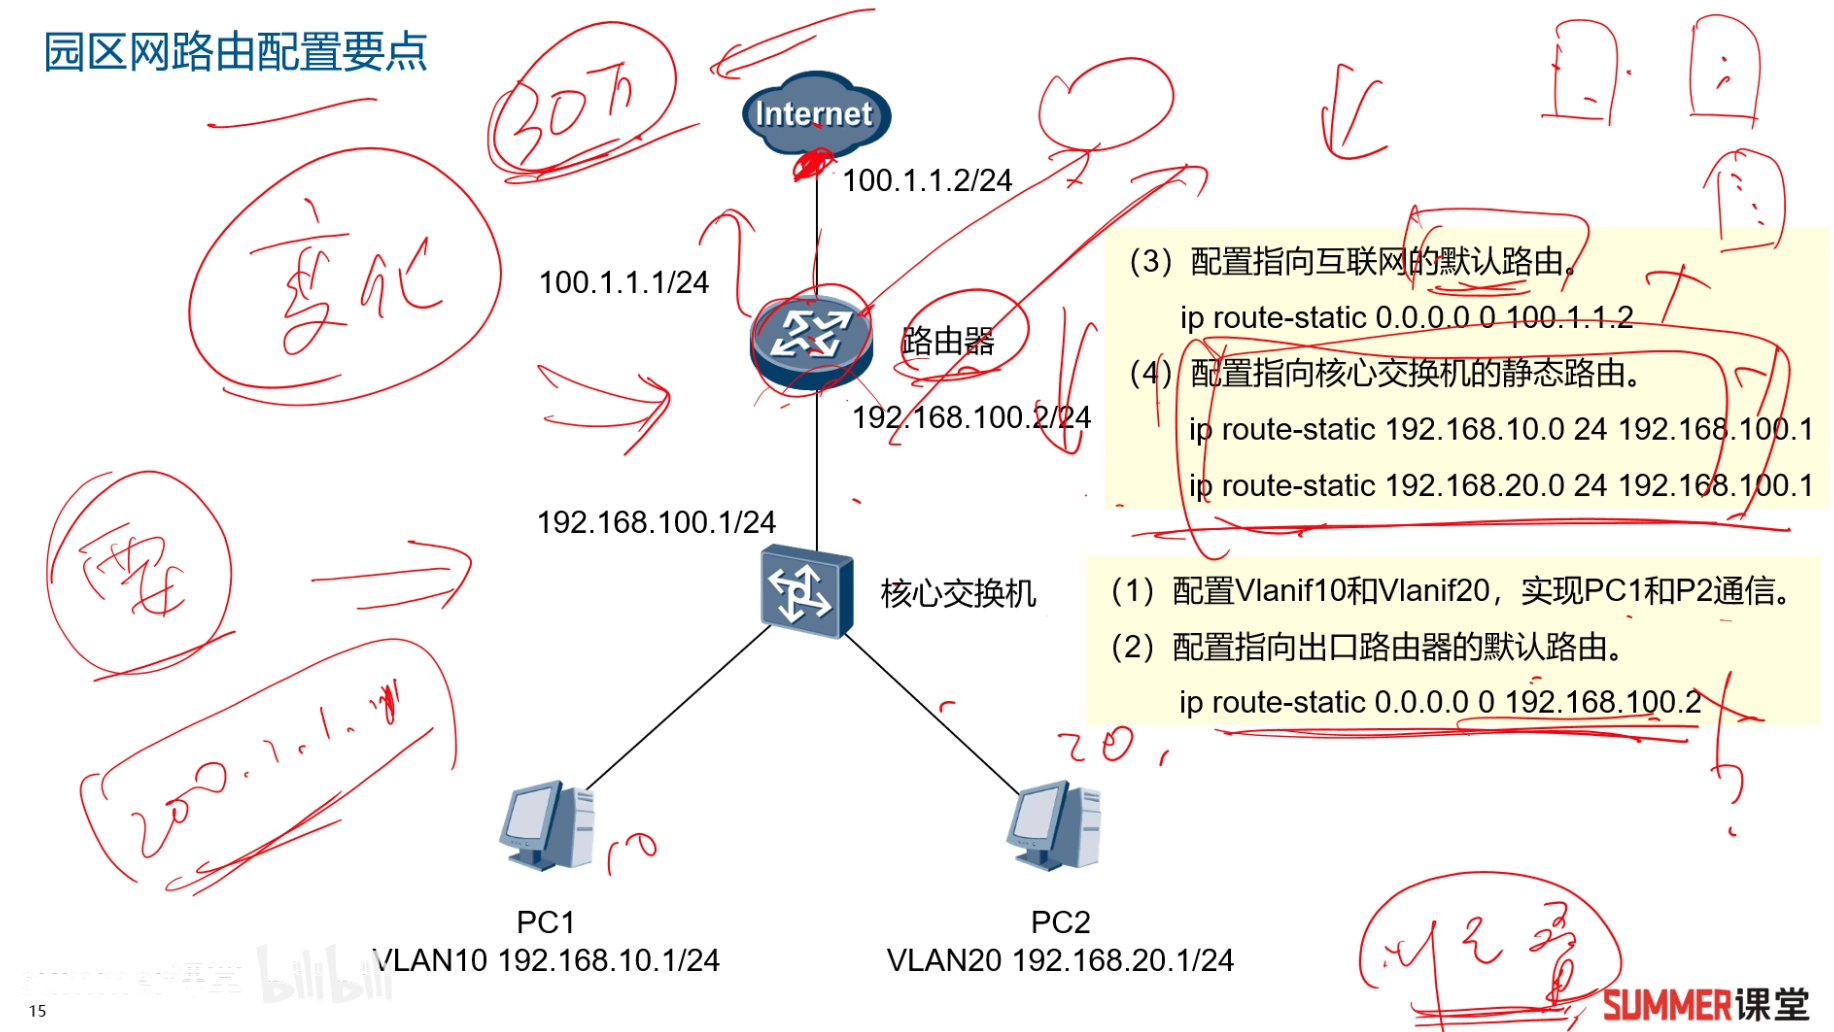 园区网路由配置要点
30万
Internet
100.1.1.2/24
变化
100.1.1.1/24
路由器
192.168.100.2/24
(3）配置指向互联网的默认路由。
ip route-static 0.0.0.0 0 100.1.1.2
(4）配置指向核心交换机的静态路由。
ip route-static 192.168.10.0 24 192.168.100.1
ip route-static 192.168.20.0 24 192.168.100.1
192.168.100.1/24
要
核心交换机
(1）配置Vlanif10和Vlanif20，实现PC1和P2通信。
(2）配置指向出口路由器的默认路由。
ip route-static 0.0.0.0 0 192.168.100.2
20.
10
PC1
VLAN10 192.168.10.1/24
PC2
VLAN20 192.168.20.1/24
bilibili
15
SUMMER课堂